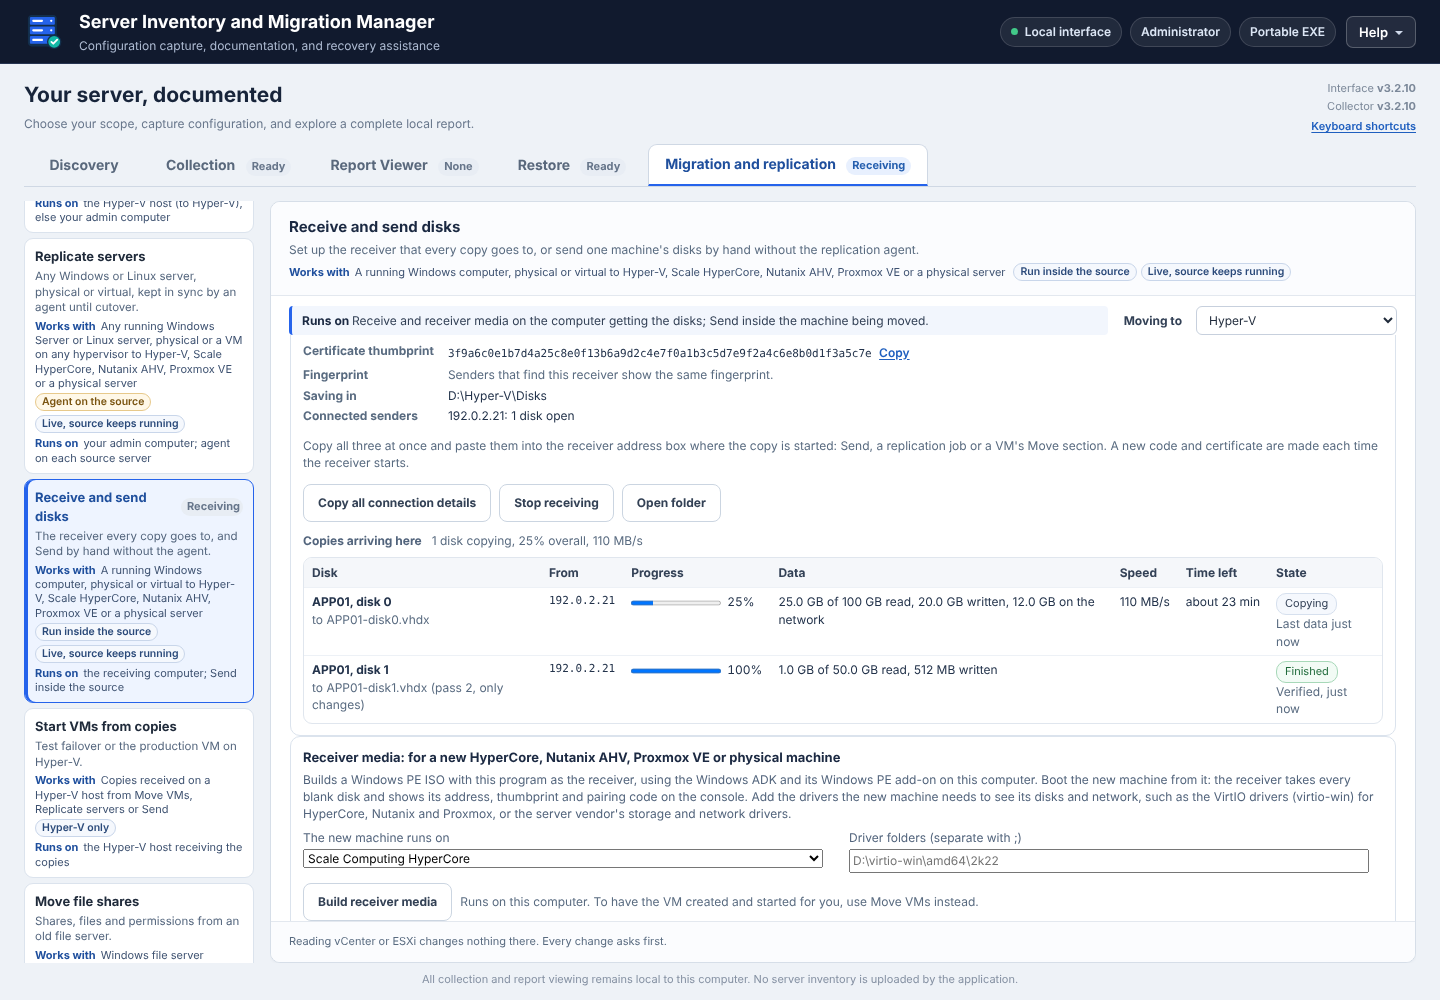 Server Inventory and Migration Manager
Configuration capture, documentation, and recovery assistance
Local interface
Administrator
Portable EXE
Help
Your server, documented
Choose your scope, capture configuration, and explore a complete local report.
Interface v3.2.10
Collector v3.2.10
Keyboard shortcuts
Discovery
Collection Ready
Report Viewer None
Restore Ready
Migration and replication Receiving
Runs on the Hyper-V host (to Hyper-V),
else your admin computer
Replicate servers
Any Windows or Linux server,
physical or virtual, kept in sync by an
agent until cutover.
Works with Any running Windows
Server or Linux server, physical or a VM
on any hypervisor to Hyper-V, Scale
HyperCore, Nutanix AHV, Proxmox VE
or a physical server
Agent on the source
Live, source keeps running
Runs on your admin computer; agent
on each source server
Receive and send
disks
Receiving
The receiver every copy goes to, and
Send by hand without the agent.
Works with A running Windows
computer, physical or virtual to Hyper-
V, Scale HyperCore, Nutanix AHV,
Proxmox VE or a physical server
Run inside the source
Live, source keeps running
Runs on the receiving computer; Send
inside the source
Start VMs from copies
Test failover or the production VM on
Hyper-V.
Works with Copies received on a
Hyper-V host from Move VMs,
Replicate servers or Send
Hyper-V only
Runs on the Hyper-V host receiving the
copies
Move file shares
Shares, files and permissions from an
old file server.
Works with Windows file server
Receive and send disks
Set up the receiver that every copy goes to, or send one machine's disks by hand without the replication agent.
Works with A running Windows computer, physical or virtual to Hyper-V, Scale HyperCore, Nutanix AHV, Proxmox VE or a physical server Run inside the source Live, source keeps running
Runs on Receive and receiver media on the computer getting the disks; Send inside the machine being moved.
Moving to Hyper-V
Certificate thumbprint 3f9a6c0e1b7d4a25c8e0f13b6a9d2c4e7f0a1b3c5d7e9f2a4c6e8b0d1f3a5c7e Copy
Fingerprint Senders that find this receiver show the same fingerprint.
Saving in D:\Hyper-V\Disks
Connected senders 192.0.2.21: 1 disk open
Copy all three at once and paste them into the receiver address box where the copy is started: Send, a replication job or a VM's Move section. A new code and certificate are made each time
the receiver starts.
Copy all connection details
Stop receiving
Open folder
Copies arriving here 1 disk copying, 25% overall, 110 MB/s
Disk From Progress Data Speed Time left State
APP01, disk 0 192.0.2.21 25% 25.0 GB of 100 GB read, 20.0 GB written, 12.0 GB on the 110 MB/s about 23 min Copying
to APP01-disk0.vhdx network Last data just
now
APP01, disk 1 192.0.2.21 100% 1.0 GB of 50.0 GB read, 512 MB written Finished
to APP01-disk1.vhdx (pass 2, only Verified, just
changes) now
Receiver media: for a new HyperCore, Nutanix AHV, Proxmox VE or physical machine
Builds a Windows PE ISO with this program as the receiver, using the Windows ADK and its Windows PE add-on on this computer. Boot the new machine from it: the receiver takes every
blank disk and shows its address, thumbprint and pairing code on the console. Add the drivers the new machine needs to see its disks and network, such as the VirtIO drivers (virtio-win) for
HyperCore, Nutanix and Proxmox, or the server vendor's storage and network drivers.
The new machine runs on
Scale Computing HyperCore
Driver folders (separate with ;)
D:\virtio-win\amd64\2k22
Build receiver media
Runs on this computer. To have the VM created and started for you, use Move VMs instead.
Reading vCenter or ESXi changes nothing there. Every change asks first.
All collection and report viewing remains local to this computer. No server inventory is uploaded by the application.